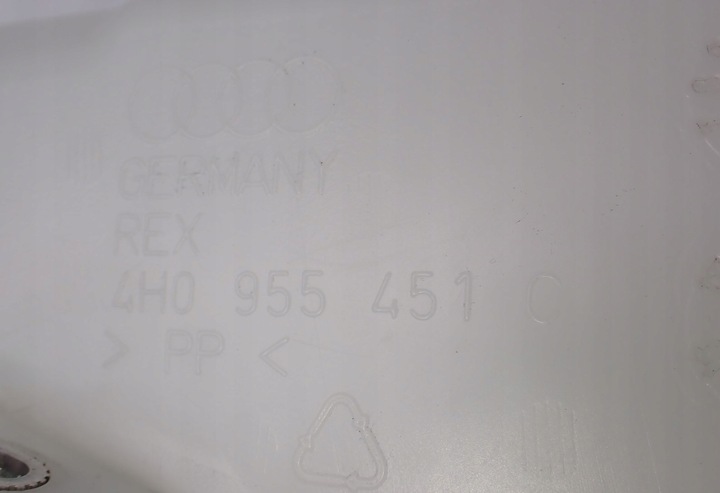 GERMANY
REX
4H0 955 451 C
> PP <